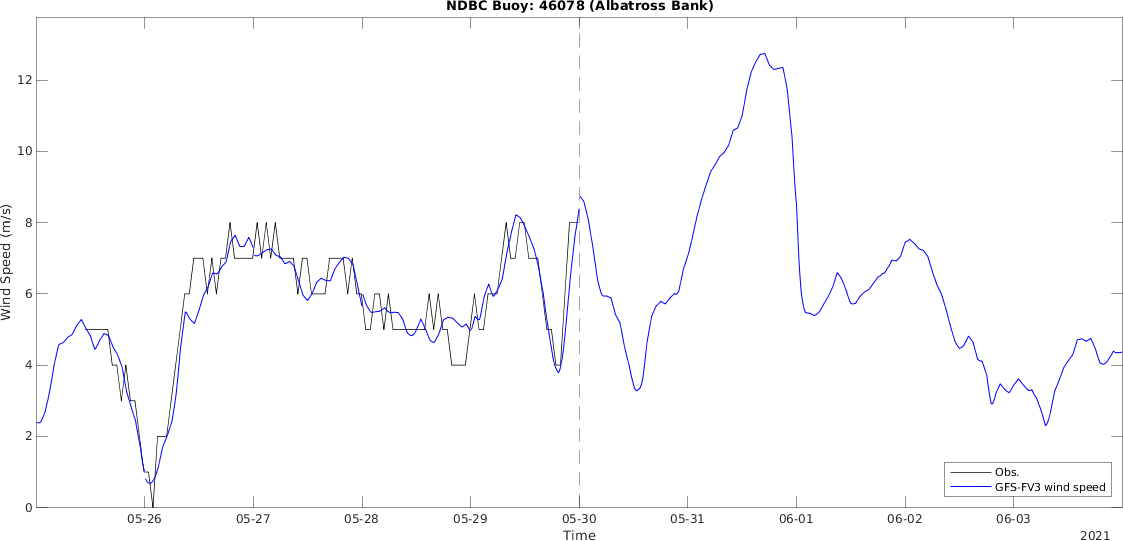 NDBC Buoy: 46078 (Albatross Bank)
Wind Speed (m/s)
12
10
8
6
4
2
0
05-26 05-27 05-28 05-29 05-30 05-31 06-01 06-02 06-03
Time
2021
Obs.
GFS-FV3 wind speed